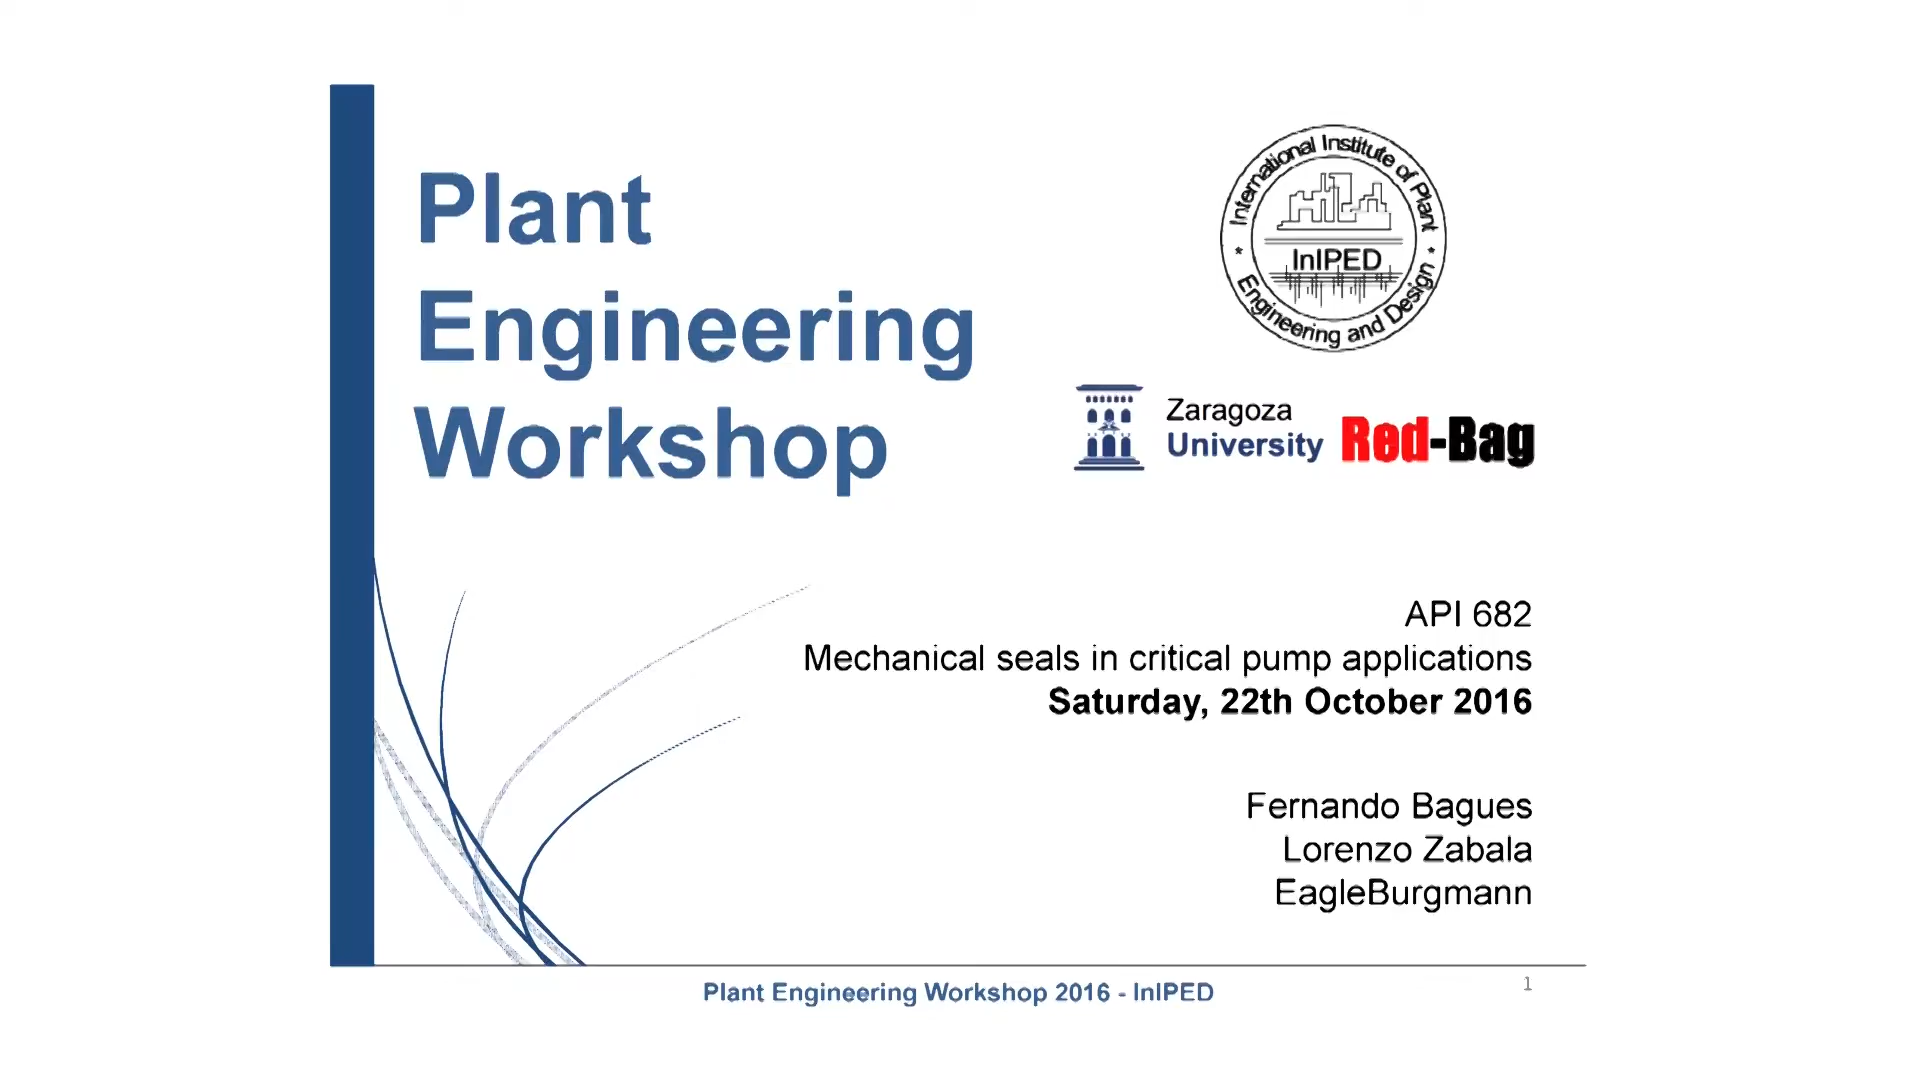 Plant
Engineering
Workshop
International Institute of Plant
InIPED
* Engineering and Design *
Zaragoza
University
Red-Bag
API 682
Mechanical seals in critical pump applications
Saturday, 22th October 2016
Fernando Bagues
Lorenzo Zabala
EagleBurgmann
Plant Engineering Workshop 2016 - InIPED
1